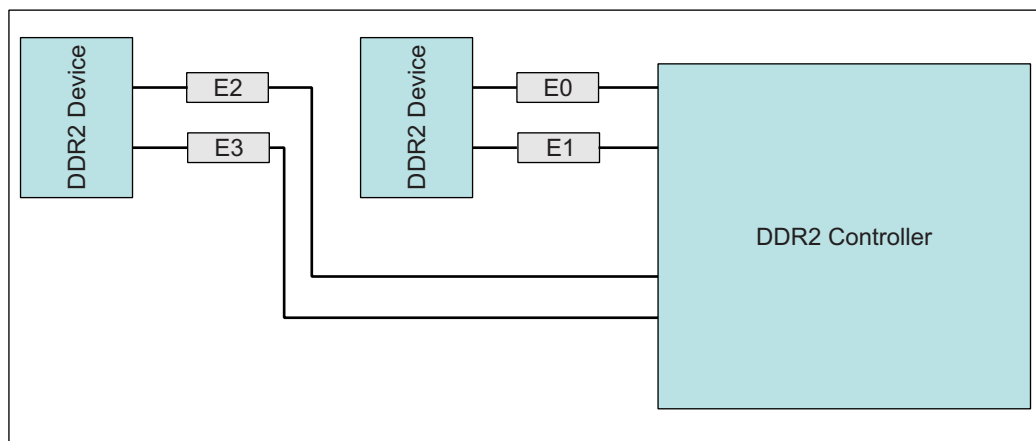 DDR2 Device
E2
E3
DDR2 Device
E0
E1
DDR2 Controller